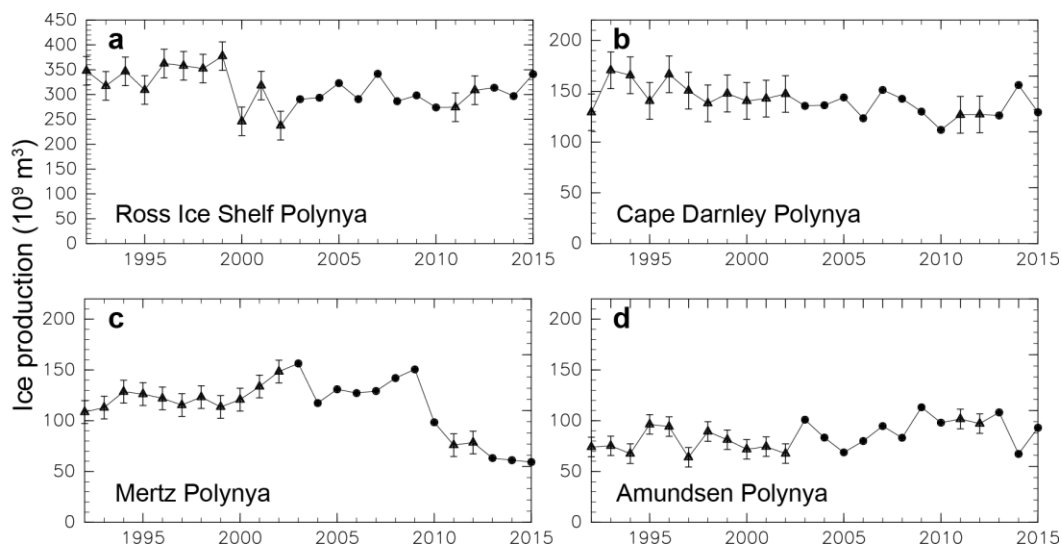 Ice production (10⁹ m³)
a
450
400
350
300
250
200
150
100
50
0
Ross Ice Shelf Polynya
1995 2000 2005 2010 2015
b
200
150
100
50
0
Cape Darnley Polynya
1995 2000 2005 2010 2015
c
200
150
100
50
0
Mertz Polynya
1995 2000 2005 2010 2015
d
200
150
100
50
0
Amundsen Polynya
1995 2000 2005 2010 2015